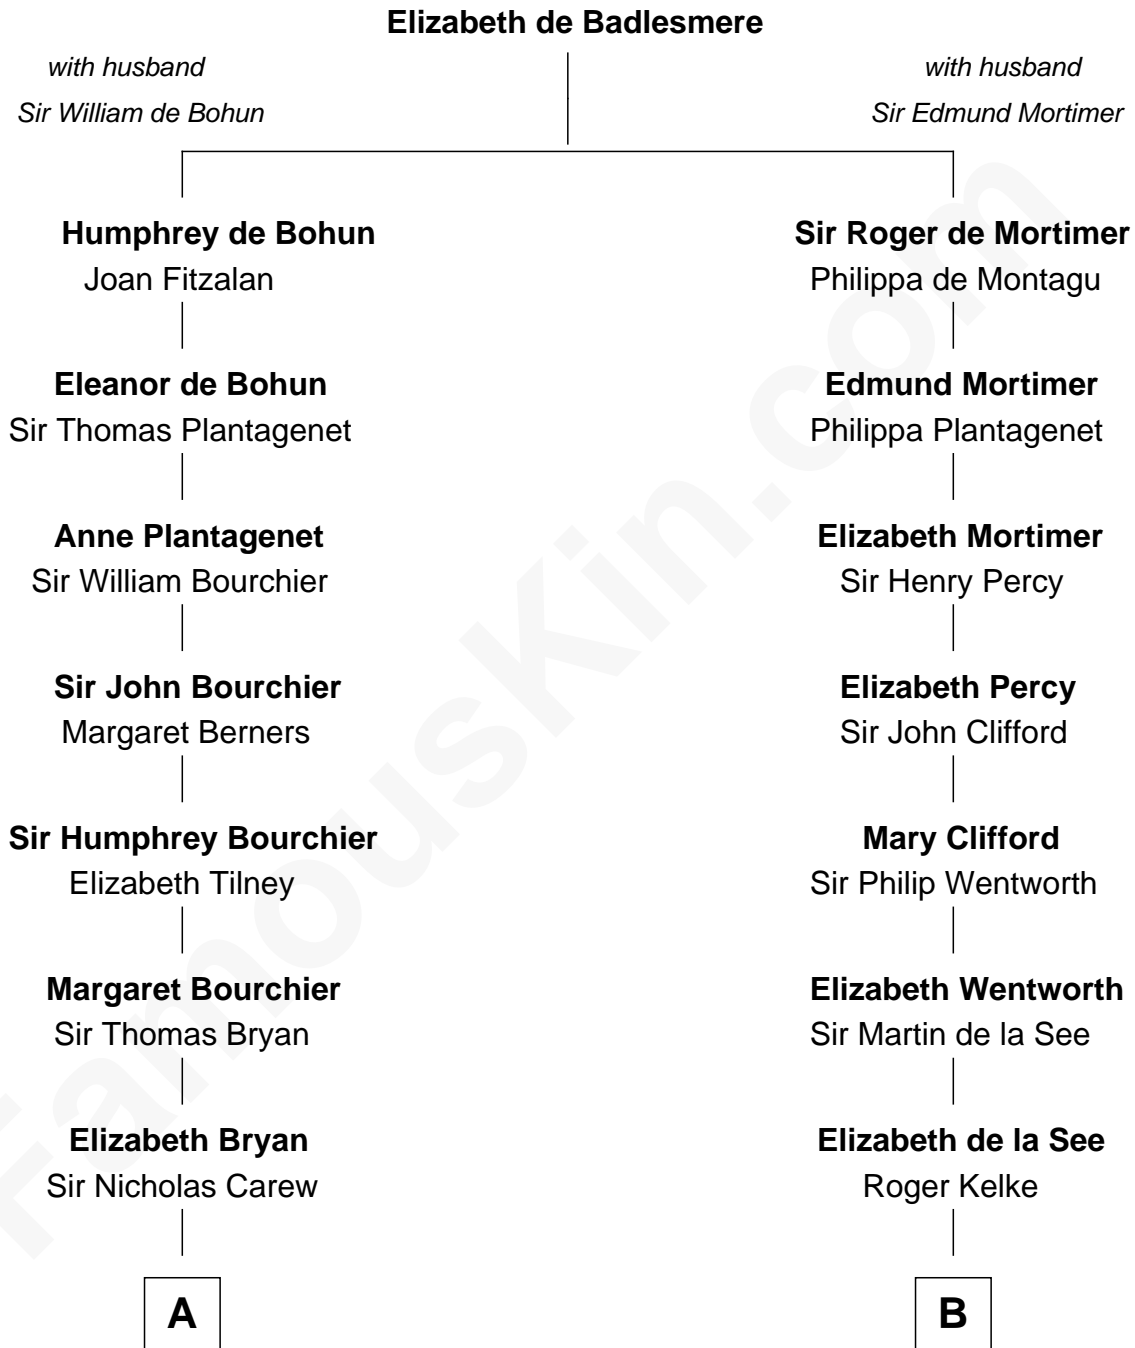 Elizabeth de Badlesmere
with husband
Sir William de Bohun
with husband
Sir Edmund Mortimer
Humphrey de Bohun
Joan Fitzalan
Eleanor de Bohun
Sir Thomas Plantagenet
Anne Plantagenet
Sir William Bourchier
Sir John Bourchier
Margaret Berners
Sir Humphrey Bourchier
Elizabeth Tilney
Margaret Bourchier
Sir Thomas Bryan
Elizabeth Bryan
Sir Nicholas Carew
A
Sir Roger de Mortimer
Philippa de Montagu
Edmund Mortimer
Philippa Plantagenet
Elizabeth Mortimer
Sir Henry Percy
Elizabeth Percy
Sir John Clifford
Mary Clifford
Sir Philip Wentworth
Elizabeth Wentworth
Sir Martin de la See
Elizabeth de la See
Roger Kelke
B
FamousKin.com